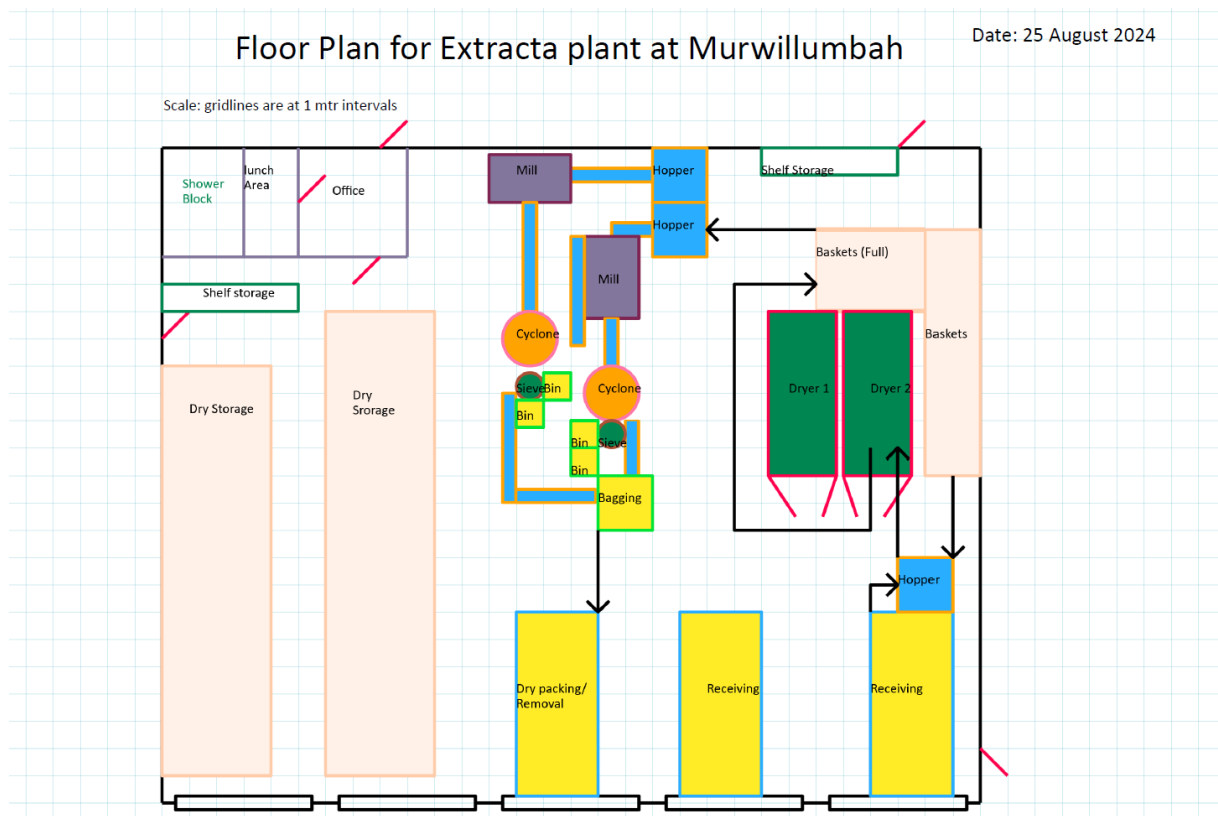 Floor Plan for Extracta plant at Murwillumbah
Date: 25 August 2024
Scale: gridlines are at 1 mtr intervals
Shower
Block
lunch
Area
Office
Mill
Hopper
Shelf Storage
Hopper
Baskets (Full)
Mill
Shelf storage
Cyclone
Baskets
Dry Storage
Dry
Srorage
Sieve
Bin
Cyclone
Dryer 1
Dryer 2
Bin
Bin
Sieve
Bin
Bagging
Hopper
Dry packing/
Removal
Receiving
Receiving